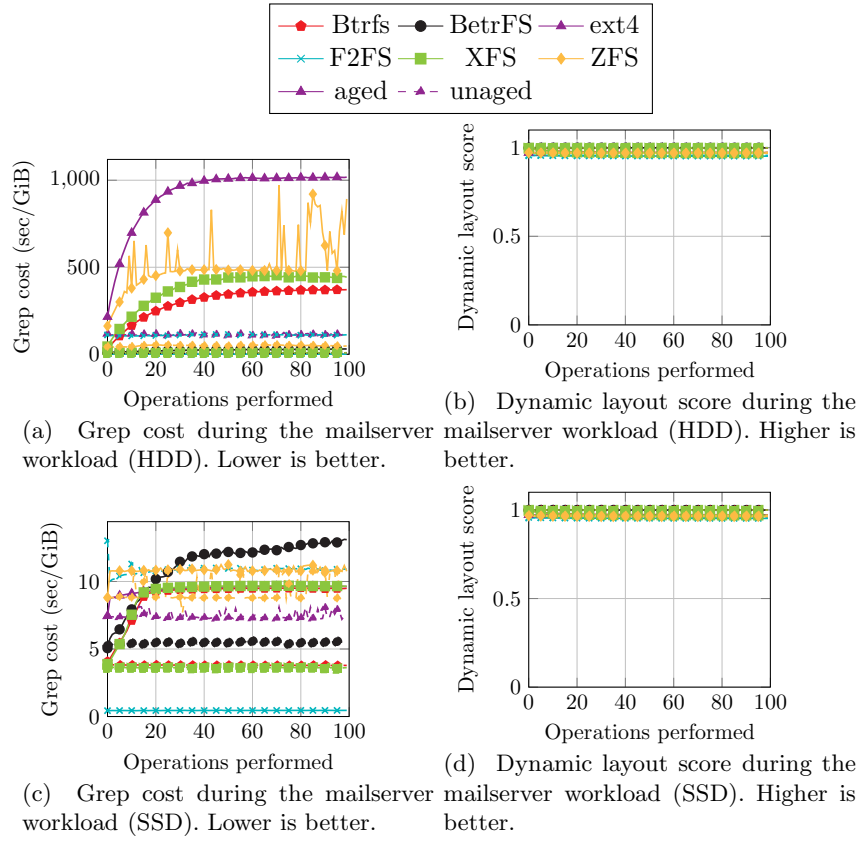 Btrfs BetrFS ext4
F2FS XFS ZFS
aged unaged
Grep cost (sec/GiB)
1,000
500
0
0 20 40 60 80 100
Operations performed
(a) Grep cost during the mailserver
workload (HDD). Lower is better.
Dynamic layout score
1
0.5
0
0 20 40 60 80 100
Operations performed
(b) Dynamic layout score during the
mailserver workload (HDD). Higher is
better.
Grep cost (sec/GiB)
10
5
0
0 20 40 60 80 100
Operations performed
(c) Grep cost during the mailserver
workload (SSD). Lower is better.
Dynamic layout score
1
0.5
0
0 20 40 60 80 100
Operations performed
(d) Dynamic layout score during the
mailserver workload (SSD). Higher is
better.